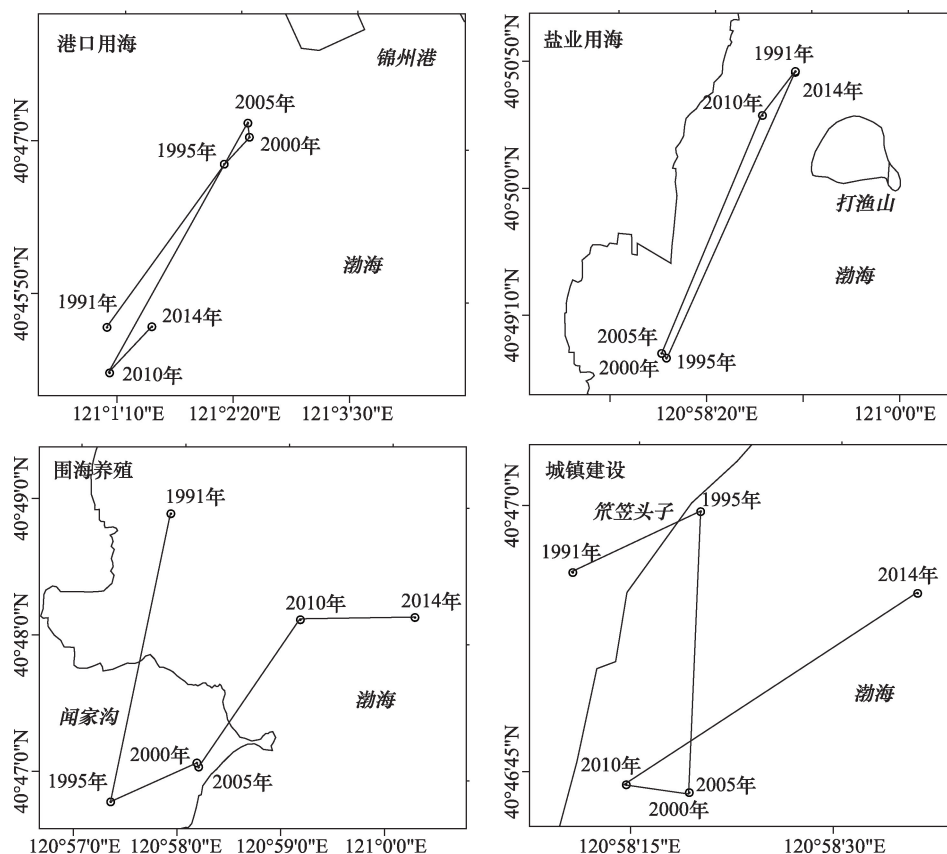 港口用海
锦州港
2005年
2000年
1995年
渤海
1991年
2014年
2010年
40°47'0"N
40°45'50"N
121°1'10"E
121°2'20"E
121°3'30"E
盐业用海
1991年
2014年
2010年
打渔山
渤海
2005年
2000年
1995年
40°50'50"N
40°50'0"N
40°49'10"N
120°58'20"E
121°0'0"E
围海养殖
1991年
2010年
2014年
渤海
闻家沟
2000年
1995年
2005年
40°49'0"N
40°48'0"N
40°47'0"N
120°57'0"E
120°58'0"E
120°59'0"E
121°0'0"E
城镇建设
笊笠头子
1995年
1991年
2014年
渤海
2010年
2005年
2000年
40°47'0"N
40°46'45"N
120°58'15"E
120°58'30"E